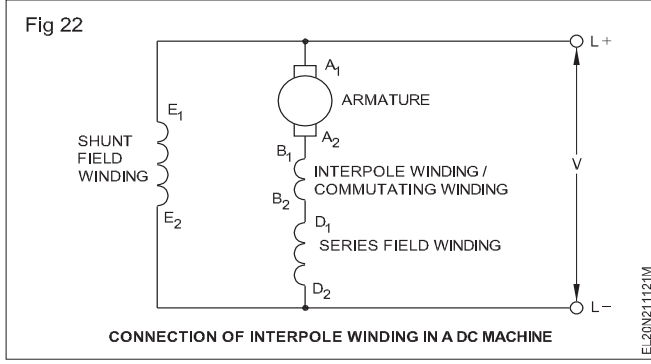 Fig 22
L+
A1
ARMATURE
E1
A2
SHUNT
FIELD
WINDING
B1
INTERPOLE WINDING /
COMMUTATING WINDING
V
B2
E2
D1
SERIES FIELD WINDING
D2
L−
CONNECTION OF INTERPOLE WINDING IN A DC MACHINE
EL20N211121M